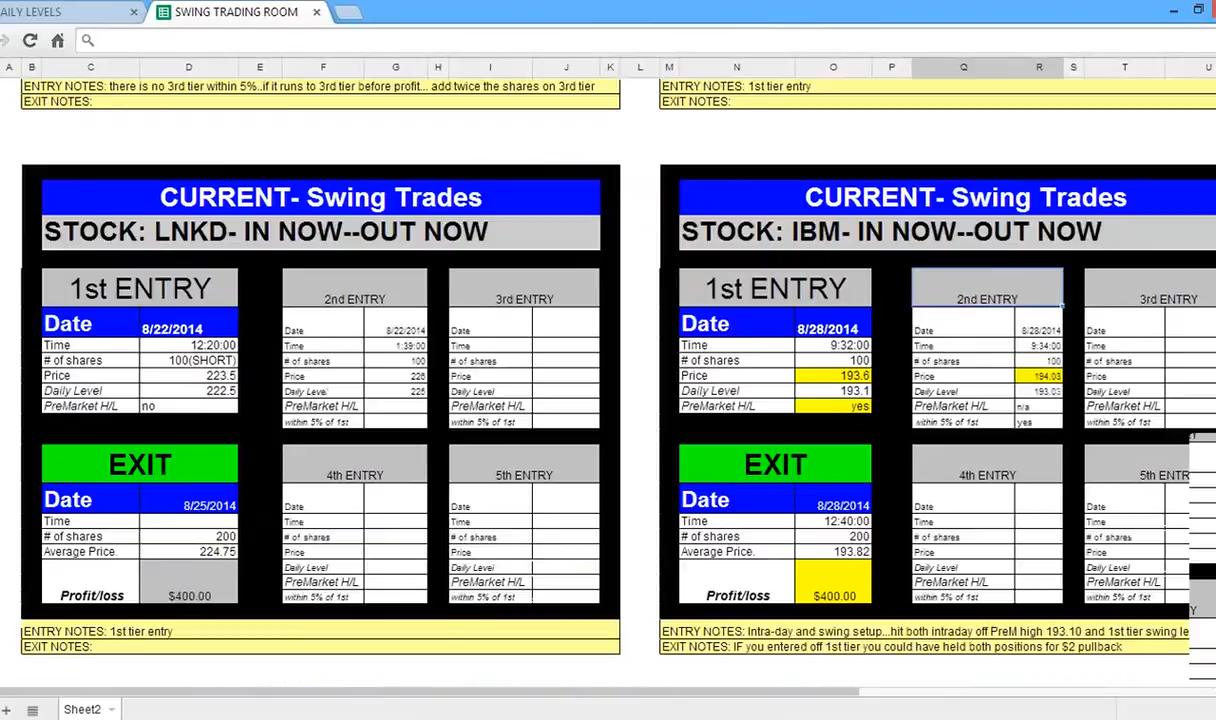 AILY LEVELS
SWING TRADING ROOM
A B C D E F G H I J K L M N O P Q R S T U
ENTRY NOTES: there is no 3rd tier within 5%..if it runs to 3rd tier before profit... add twice the shares on 3rd tier
EXIT NOTES:
ENTRY NOTES: 1st tier entry
EXIT NOTES:
CURRENT- Swing Trades
STOCK: LNKD- IN NOW--OUT NOW
1st ENTRY
Date 8/22/2014
Time 12:20:00
# of shares 100(SHORT)
Price 223.5
Daily Level 222.5
PreMarket H/L no
2nd ENTRY
Date 8/22/2014
Time 1:39:00
# of shares 100
Price 226
Daily Level 225
PreMarket H/L
within 5% of 1st
3rd ENTRY
Date
Time
# of shares
Price
Daily Level
PreMarket H/L
within 5% of 1st
EXIT
Date 8/25/2014
Time
# of shares 200
Average Price. 224.75
Profit/loss $400.00
4th ENTRY
Date
Time
# of shares
Price
Daily Level
PreMarket H/L
within 5% of 1st
5th ENTRY
Date
Time
# of shares
Price
Daily Level
PreMarket H/L
within 5% of 1st
ENTRY NOTES: 1st tier entry
EXIT NOTES:
CURRENT- Swing Trades
STOCK: IBM- IN NOW--OUT NOW
1st ENTRY
Date 8/28/2014
Time 9:32:00
# of shares 100
Price 193.6
Daily Level 193.1
PreMarket H/L yes
2nd ENTRY
Date 8/28/2014
Time 9:34:00
# of shares 100
Price 194.03
Daily Level 193.03
PreMarket H/L n/a
within 5% of 1st yes
3rd ENTRY
Date
Time
# of shares
Price
Daily Level
PreMarket H/L
within 5% of 1st
EXIT
Date 8/28/2014
Time 12:40:00
# of shares 200
Average Price. 193.82
Profit/loss $400.00
4th ENTRY
Date
Time
# of shares
Price
Daily Level
PreMarket H/L
within 5% of 1st
5th ENTR
Date
Time
# of shares
Price
Daily Level
PreMarket H/L
within 5% of 1st
Y
ENTRY NOTES: Intra-day and swing setup...hit both intraday off PreM high 193.10 and 1st tier swing le
EXIT NOTES: IF you entered off 1st tier you could have held both positions for $2 pullback
Sheet2